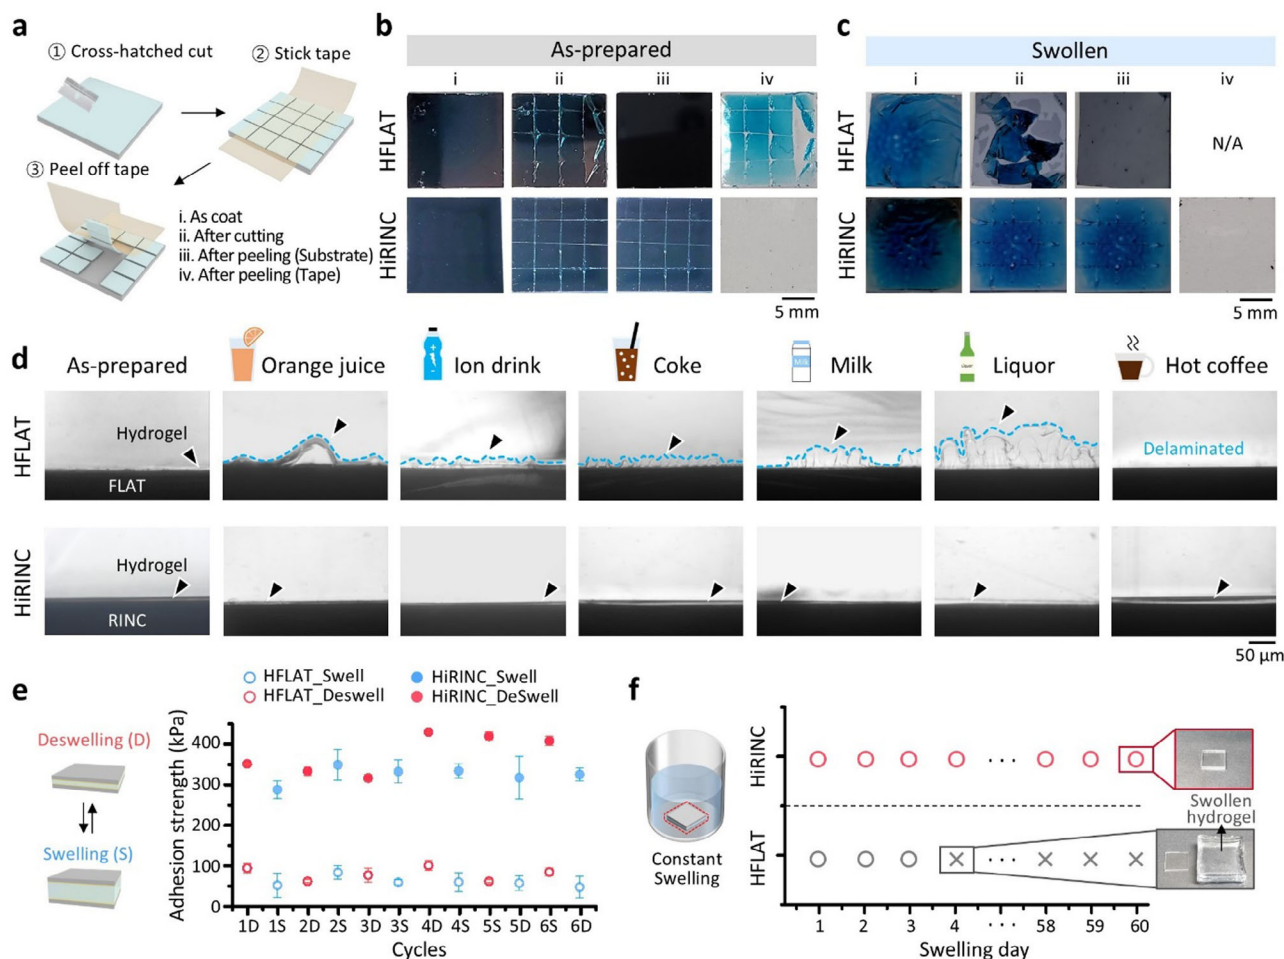 a
① Cross-hatched cut
② Stick tape
③ Peel off tape
i. As coat
ii. After cutting
iii. After peeling (Substrate)
iv. After peeling (Tape)
b
As-prepared
i ii iii iv
HFLAT
HiRINC
5 mm
c
Swollen
i ii iii iv
HFLAT
N/A
HiRINC
5 mm
d
As-prepared Orange juice Ion drink Coke Milk Liquor Hot coffee
HFLAT
Hydrogel
FLAT
Delaminated
HiRINC
Hydrogel
RINC
50 µm
e
Deswelling (D)
Swelling (S)
HFLAT_Swell HiRINC_Swell
HFLAT_Deswell HiRINC_DeSwell
Adhesion strength (kPa)
400
300
200
100
0
1D 1S 2D 2S 3D 3S 4D 4S 5S 5D 6S 6D
Cycles
f
Constant
Swelling
HiRINC
HFLAT
Swollen
hydrogel
1 2 3 4 ···· 58 59 60
Swelling day